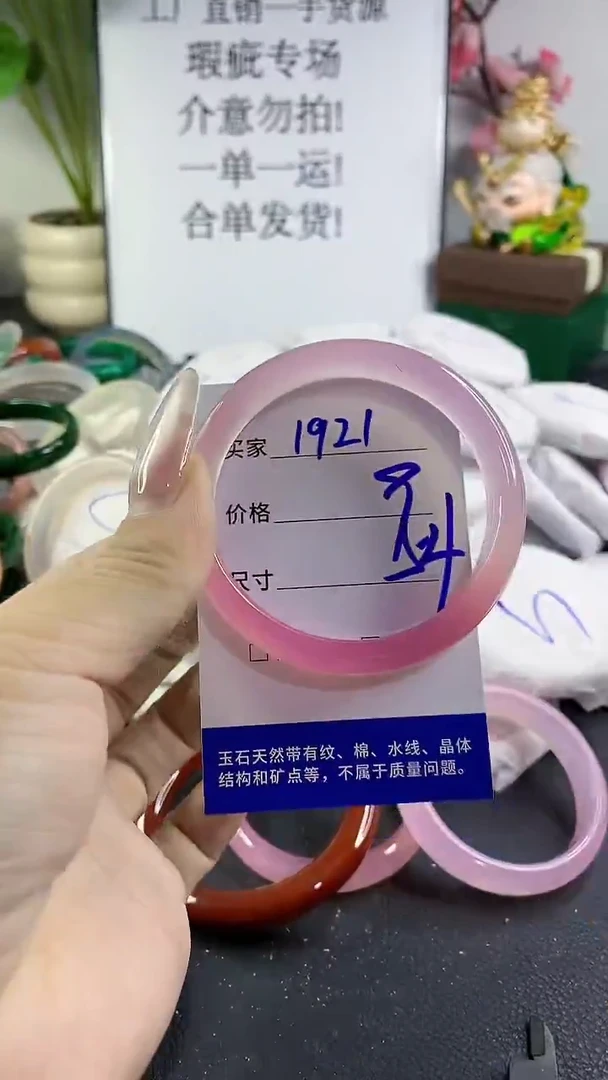 工厂直销一手货源
瑕疵专场
介意勿拍!
一单一运!
合单发货!
买家 1921
价格
尺寸
玉石天然带有纹、棉、水线、晶体
结构和矿点等，不属于质量问题。